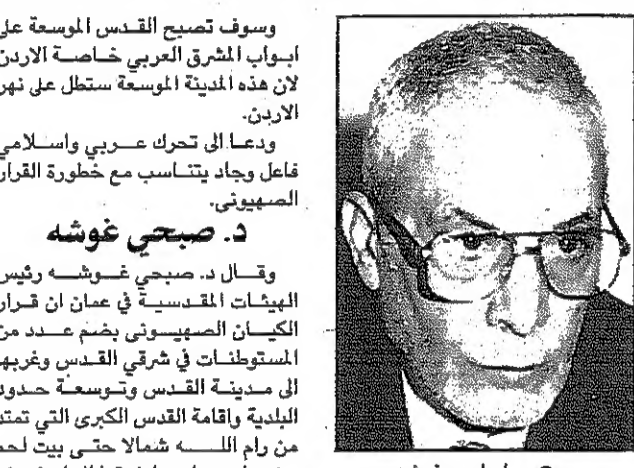 وسوف تصبح القدس الموسعة على
ابواب المشرق العربي خاصة الاردن
لان هذه المدينة الموسعة ستطل على نهر
الاردن.
ودعا الى تحرك عربي واسلامي
فاعل وجاد يتناسب مع خطورة القرار
الصهيوني.
د. صبحي غوشه
وقال د. صبحي غوشه رئيس
الهيئات المقدسية في عمان ان قرار
الكيان الصهيوني بضم عدد من
المستوطنات في شرقي القدس وغربها
الى مدينة القدس وتوسعة حدود
البلدية واقامة القدس الكبرى التي تمتد
من رام الله شمالا حتى بيت لحم